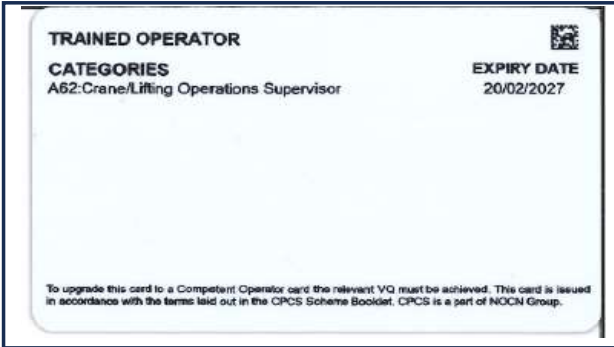 TRAINED OPERATOR
CATEGORIES
EXPIRY DATE
A62:Crane/Lifting Operations Supervisor
20/02/2027
To upgrade this card to a Competent Operator card the relevant VQ must be achieved. This card is issued
in accordance with the terms laid out in the CPCS Scheme Booklet. CPCS is a part of NOCN Group.